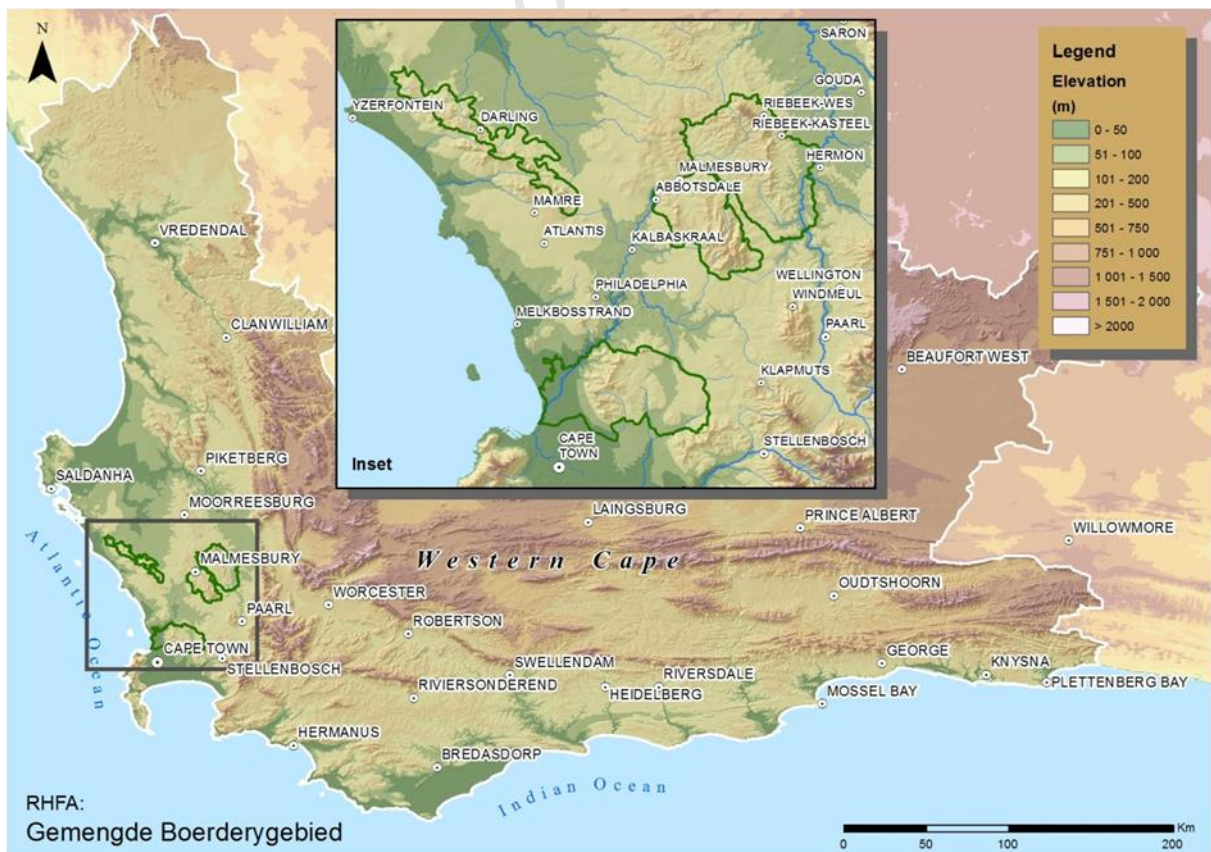 N
Legend
Elevation
(m)
0 - 50
51 - 100
101 - 200
201 - 500
501 - 750
751 - 1 000
1 001 - 1 500
1 501 - 2 000
> 2000
SARON
GOUDA
RIEBEEK-WES
YZERFONTEIN
DARLING
RIEBEEK-KASTEEL
HERMON
MALMESBURY
ABBOTSDALE
MAMRE
ATLANTIS
KALBASKRAAL
WELLINGTON
PHILADELPHIA
WINDMEUL
MELKBOSSTRAND
PAARL
KLAPMUTS
CAPE
TOWN
STELLENBOSCH
Inset
VREDENDAL
CLANWILLIAM
BEAUFORT WEST
PIKETBERG
SALDANHA
MOORREESBURG
LAINGSBURG
PRINCE ALBERT
WILLOWMORE
Atlantic Ocean
Western Cape
MALMESBURY
OUDTSHOORN
WORCESTER
PAARL
ROBERTSON
CAPE TOWN
STELLENBOSCH
GEORGE
KNYSNA
SWELLENDAM
RIVERSDALE
PLETTENBERG BAY
RIVIERSONDEREND
HEIDELBERG
MOSSEL BAY
HERMANUS
BREDASDORP
Indian Ocean
RHFA:
Gemengde Boerderygebied
Km
0 50 100 200